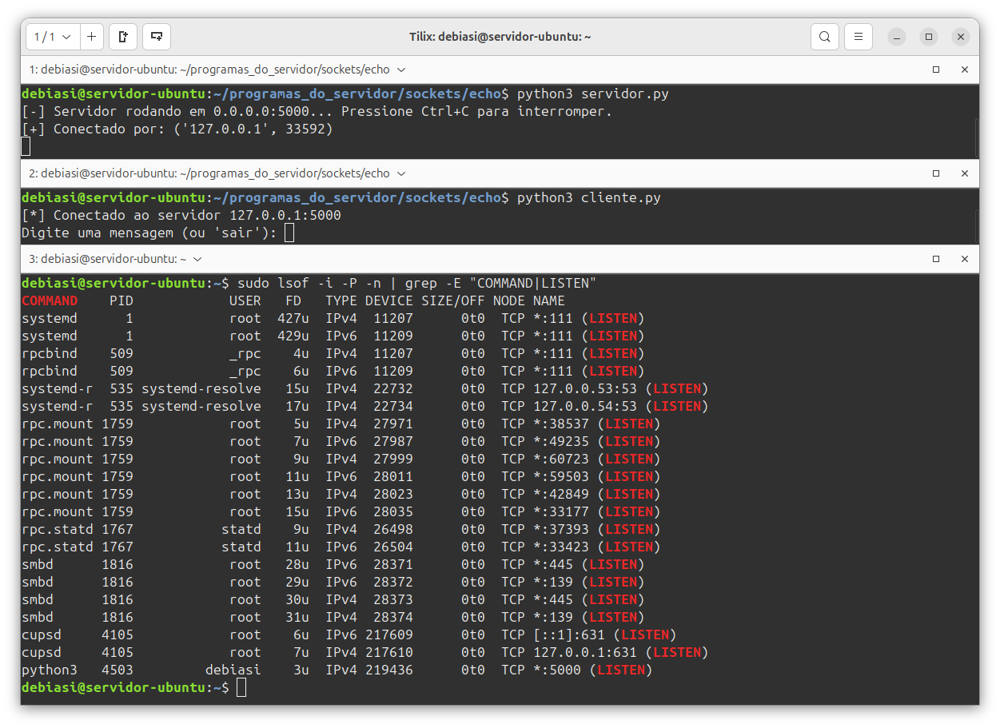 1 / 1
Tilix: debiasi@servidor-ubuntu: ~
1: debiasi@servidor-ubuntu: ~/programas_do_servidor/sockets/echo
debiasi@servidor-ubuntu:~/programas_do_servidor/sockets/echo$ python3 servidor.py
[-] Servidor rodando em 0.0.0.0:5000... Pressione Ctrl+C para interromper.
[+] Conectado por: ('127.0.0.1', 33592)
2: debiasi@servidor-ubuntu: ~/programas_do_servidor/sockets/echo
debiasi@servidor-ubuntu:~/programas_do_servidor/sockets/echo$ python3 cliente.py
[*] Conectado ao servidor 127.0.0.1:5000
Digite uma mensagem (ou 'sair'):
3: debiasi@servidor-ubuntu: ~
debiasi@servidor-ubuntu:~$ sudo lsof -i -P -n | grep -E "COMMAND|LISTEN"
COMMAND    PID            USER   FD   TYPE DEVICE SIZE/OFF NODE NAME
systemd      1            root  427u  IPv4  11207      0t0  TCP *:111 (LISTEN)
systemd      1            root  429u  IPv6  11209      0t0  TCP *:111 (LISTEN)
rpcbind    509            _rpc    4u  IPv4  11207      0t0  TCP *:111 (LISTEN)
rpcbind    509            _rpc    6u  IPv6  11209      0t0  TCP *:111 (LISTEN)
systemd-r  535 systemd-resolve   15u  IPv4  22732      0t0  TCP 127.0.0.53:53 (LISTEN)
systemd-r  535 systemd-resolve   17u  IPv4  22734      0t0  TCP 127.0.0.54:53 (LISTEN)
rpc.mount 1759            root    5u  IPv4  27971      0t0  TCP *:38537 (LISTEN)
rpc.mount 1759            root    7u  IPv6  27987      0t0  TCP *:49235 (LISTEN)
rpc.mount 1759            root    9u  IPv4  27999      0t0  TCP *:60723 (LISTEN)
rpc.mount 1759            root   11u  IPv6  28011      0t0  TCP *:59503 (LISTEN)
rpc.mount 1759            root   13u  IPv4  28023      0t0  TCP *:42849 (LISTEN)
rpc.mount 1759            root   15u  IPv6  28035      0t0  TCP *:33177 (LISTEN)
rpc.statd 1767           statd    9u  IPv4  26498      0t0  TCP *:37393 (LISTEN)
rpc.statd 1767           statd   11u  IPv6  26504      0t0  TCP *:33423 (LISTEN)
smbd      1816            root   28u  IPv6  28371      0t0  TCP *:445 (LISTEN)
smbd      1816            root   29u  IPv6  28372      0t0  TCP *:139 (LISTEN)
smbd      1816            root   30u  IPv4  28373      0t0  TCP *:445 (LISTEN)
smbd      1816            root   31u  IPv4  28374      0t0  TCP *:139 (LISTEN)
cupsd     4105            root    6u  IPv6 217609      0t0  TCP [::1]:631 (LISTEN)
cupsd     4105            root    7u  IPv4 217610      0t0  TCP 127.0.0.1:631 (LISTEN)
python3   4503         debiasi    3u  IPv4 219436      0t0  TCP *:5000 (LISTEN)
debiasi@servidor-ubuntu:~$